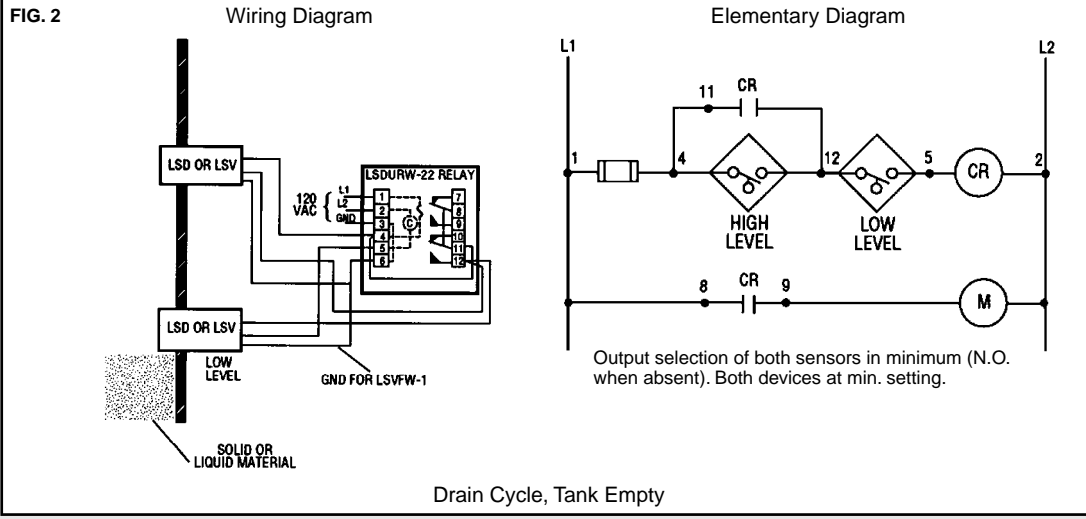 FIG. 2
Wiring Diagram
LSD OR LSV
LSDURW-22 RELAY
120
VAC
L1
L2
GND
1
2
3
4
5
6
C
7
8
9
10
11
12
LSD OR LSV
LOW
LEVEL
GND FOR LSVFW-1
SOLID OR
LIQUID MATERIAL
Elementary Diagram
L1
L2
11
CR
1
4
12
5
CR
2
HIGH
LEVEL
LOW
LEVEL
8
CR
9
M
Output selection of both sensors in minimum (N.O.
when absent). Both devices at min. setting.
Drain Cycle, Tank Empty